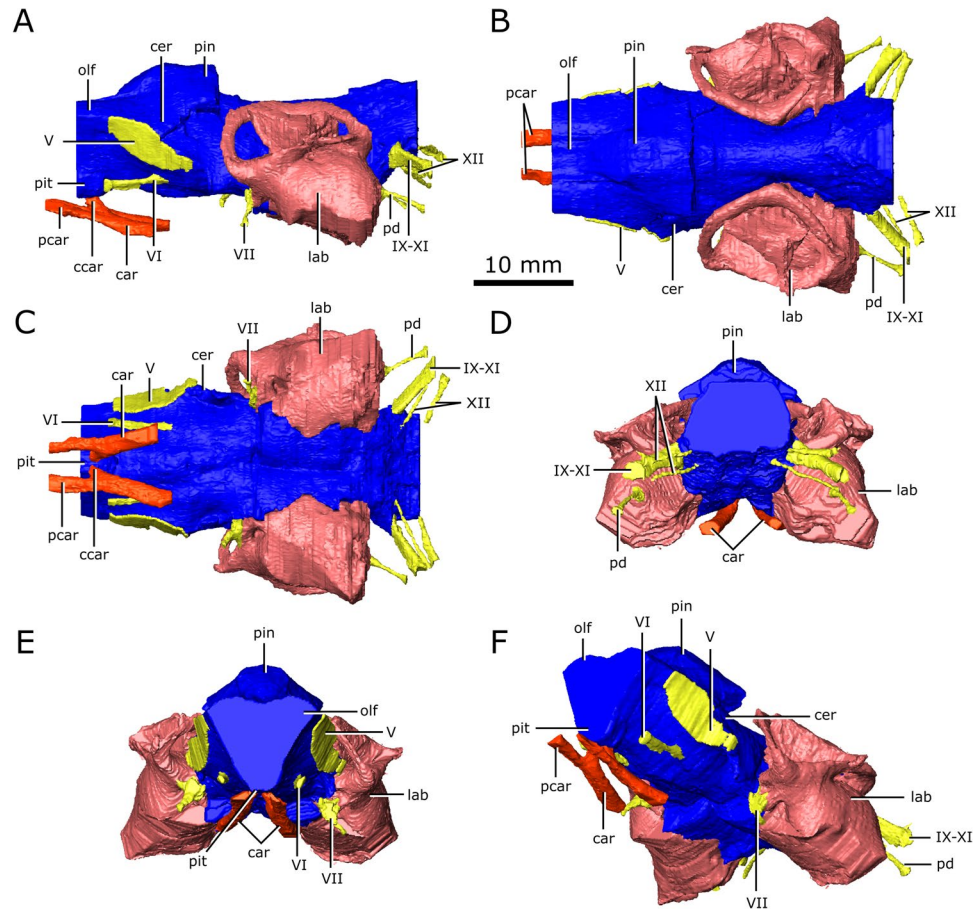 A
cer
pin
olf
V
pit
pcar
ccar
car
VI
VII
lab
pd
IX-XI
XII
B
pin
olf
pcar
V
cer
10 mm
lab
pd
IX-XI
XII
C
lab
VII
pd
cer
V
car
VI
pit
pcar
ccar
IX-XI
XII
D
pin
XII
IX-XI
pd
car
lab
E
pin
olf
V
lab
pit
car
VI
VII
F
pin
olf
VI
V
cer
pit
pcar
car
lab
IX-XI
pd
VII